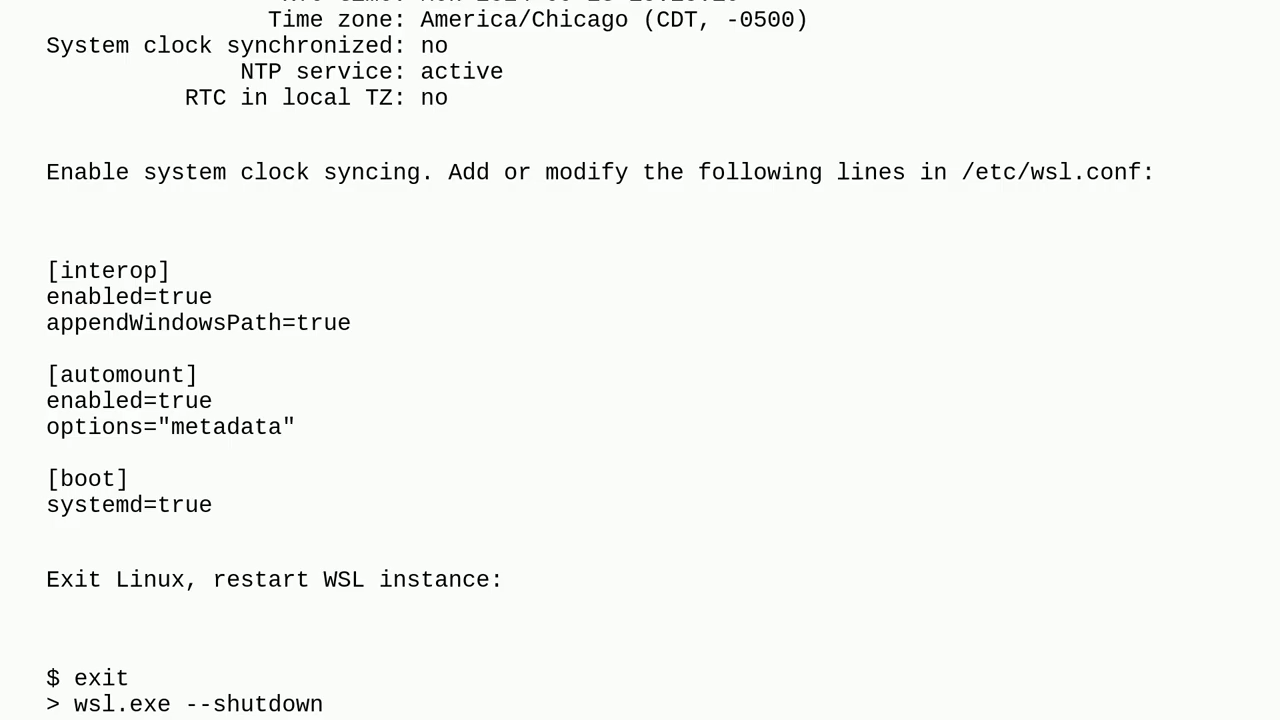 Time zone: America/Chicago (CDT, -0500)
System clock synchronized: no
NTP service: active
RTC in local TZ: no
Enable system clock syncing. Add or modify the following lines in /etc/wsl.conf:
[interop]
enabled=true
appendWindowsPath=true
[automount]
enabled=true
options="metadata"
[boot]
systemd=true
Exit Linux, restart WSL instance:
$ exit
> wsl.exe --shutdown